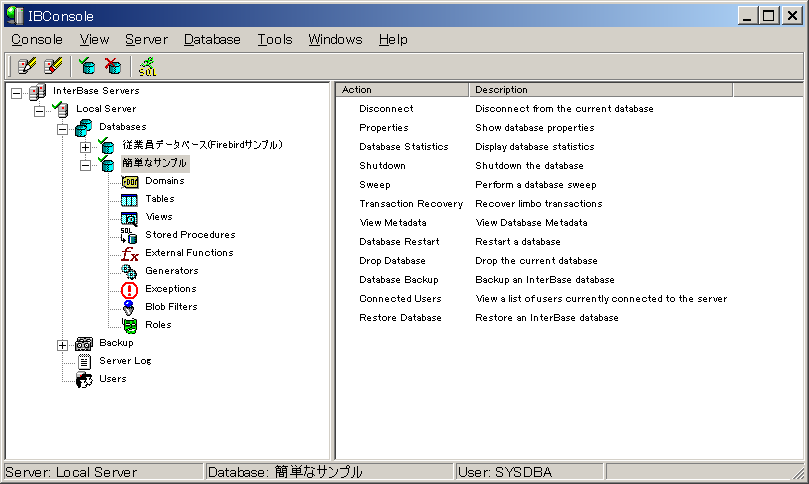 IBConsole
Console View Server Database Tools Windows Help
SQL
InterBase Servers
Local Server
Databases
従業員データベース(Firebirdサンプル)
簡単なサンプル
Domains
Tables
Views
Stored Procedures
External Functions
Generators
Exceptions
Blob Filters
Roles
Backup
Server Log
Users
Action Description
Disconnect Disconnect from the current database
Properties Show database properties
Database Statistics Display database statistics
Shutdown Shutdown the database
Sweep Perform a database sweep
Transaction Recovery Recover limbo transactions
View Metadata View Database Metadata
Database Restart Restart a database
Drop Database Drop the current database
Database Backup Backup an InterBase database
Connected Users View a list of users currently connected to the server
Restore Database Restore an InterBase database
Server: Local Server Database: 簡単なサンプル User: SYSDBA